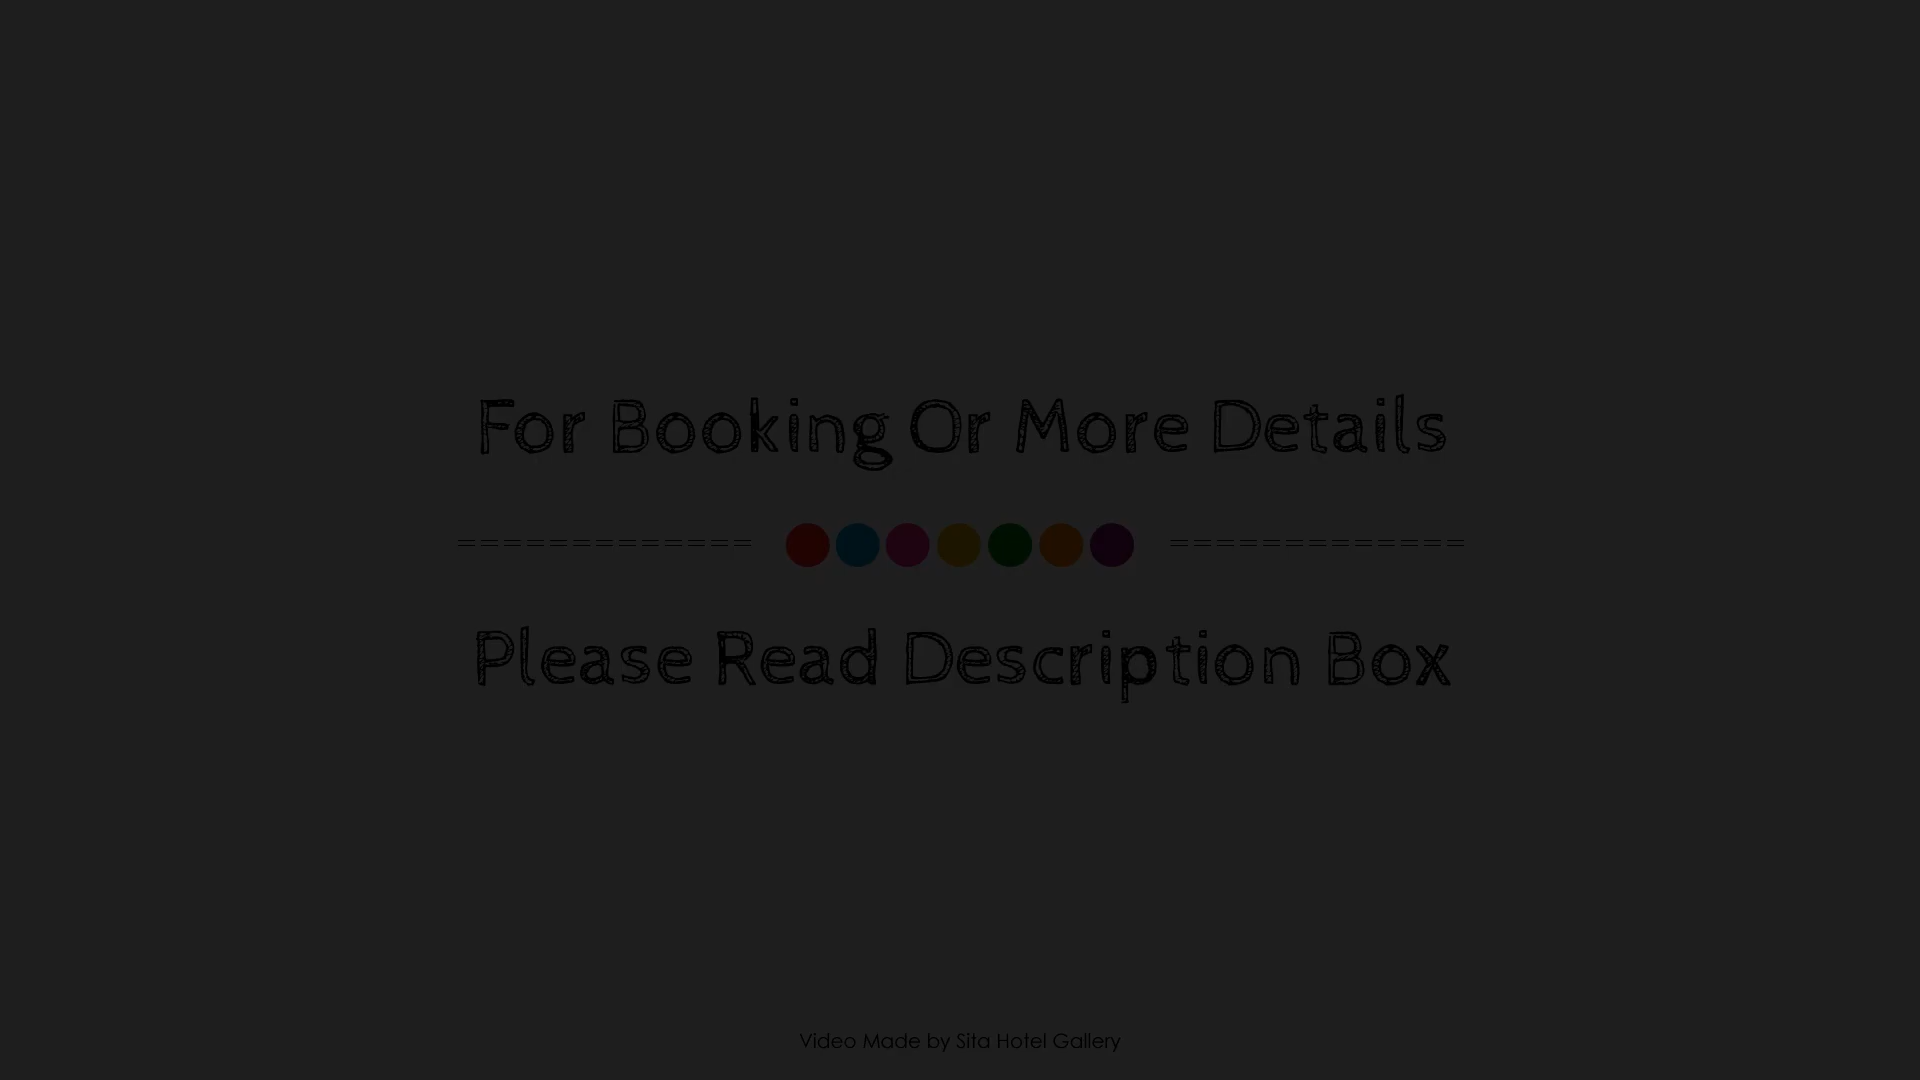 For Booking Or More Details
============= =============
Please Read Description Box
Video Made by Sita Hotel Gallery